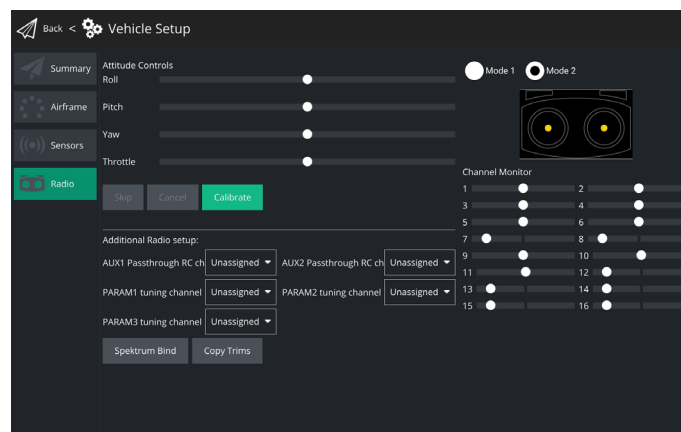 Back < Vehicle Setup
Summary
Airframe
Sensors
Radio
Attitude Controls
Roll
Pitch
Yaw
Throttle
Skip Cancel Calibrate
Additional Radio setup:
AUX1 Passthrough RC ch Unassigned AUX2 Passthrough RC ch Unassigned
PARAM1 tuning channel Unassigned PARAM2 tuning channel Unassigned
PARAM3 tuning channel Unassigned
Spektrum Bind Copy Trims
Mode 1 Mode 2
Channel Monitor
1 2
3 4
5 6
7 8
9 10
11 12
13 14
15 16